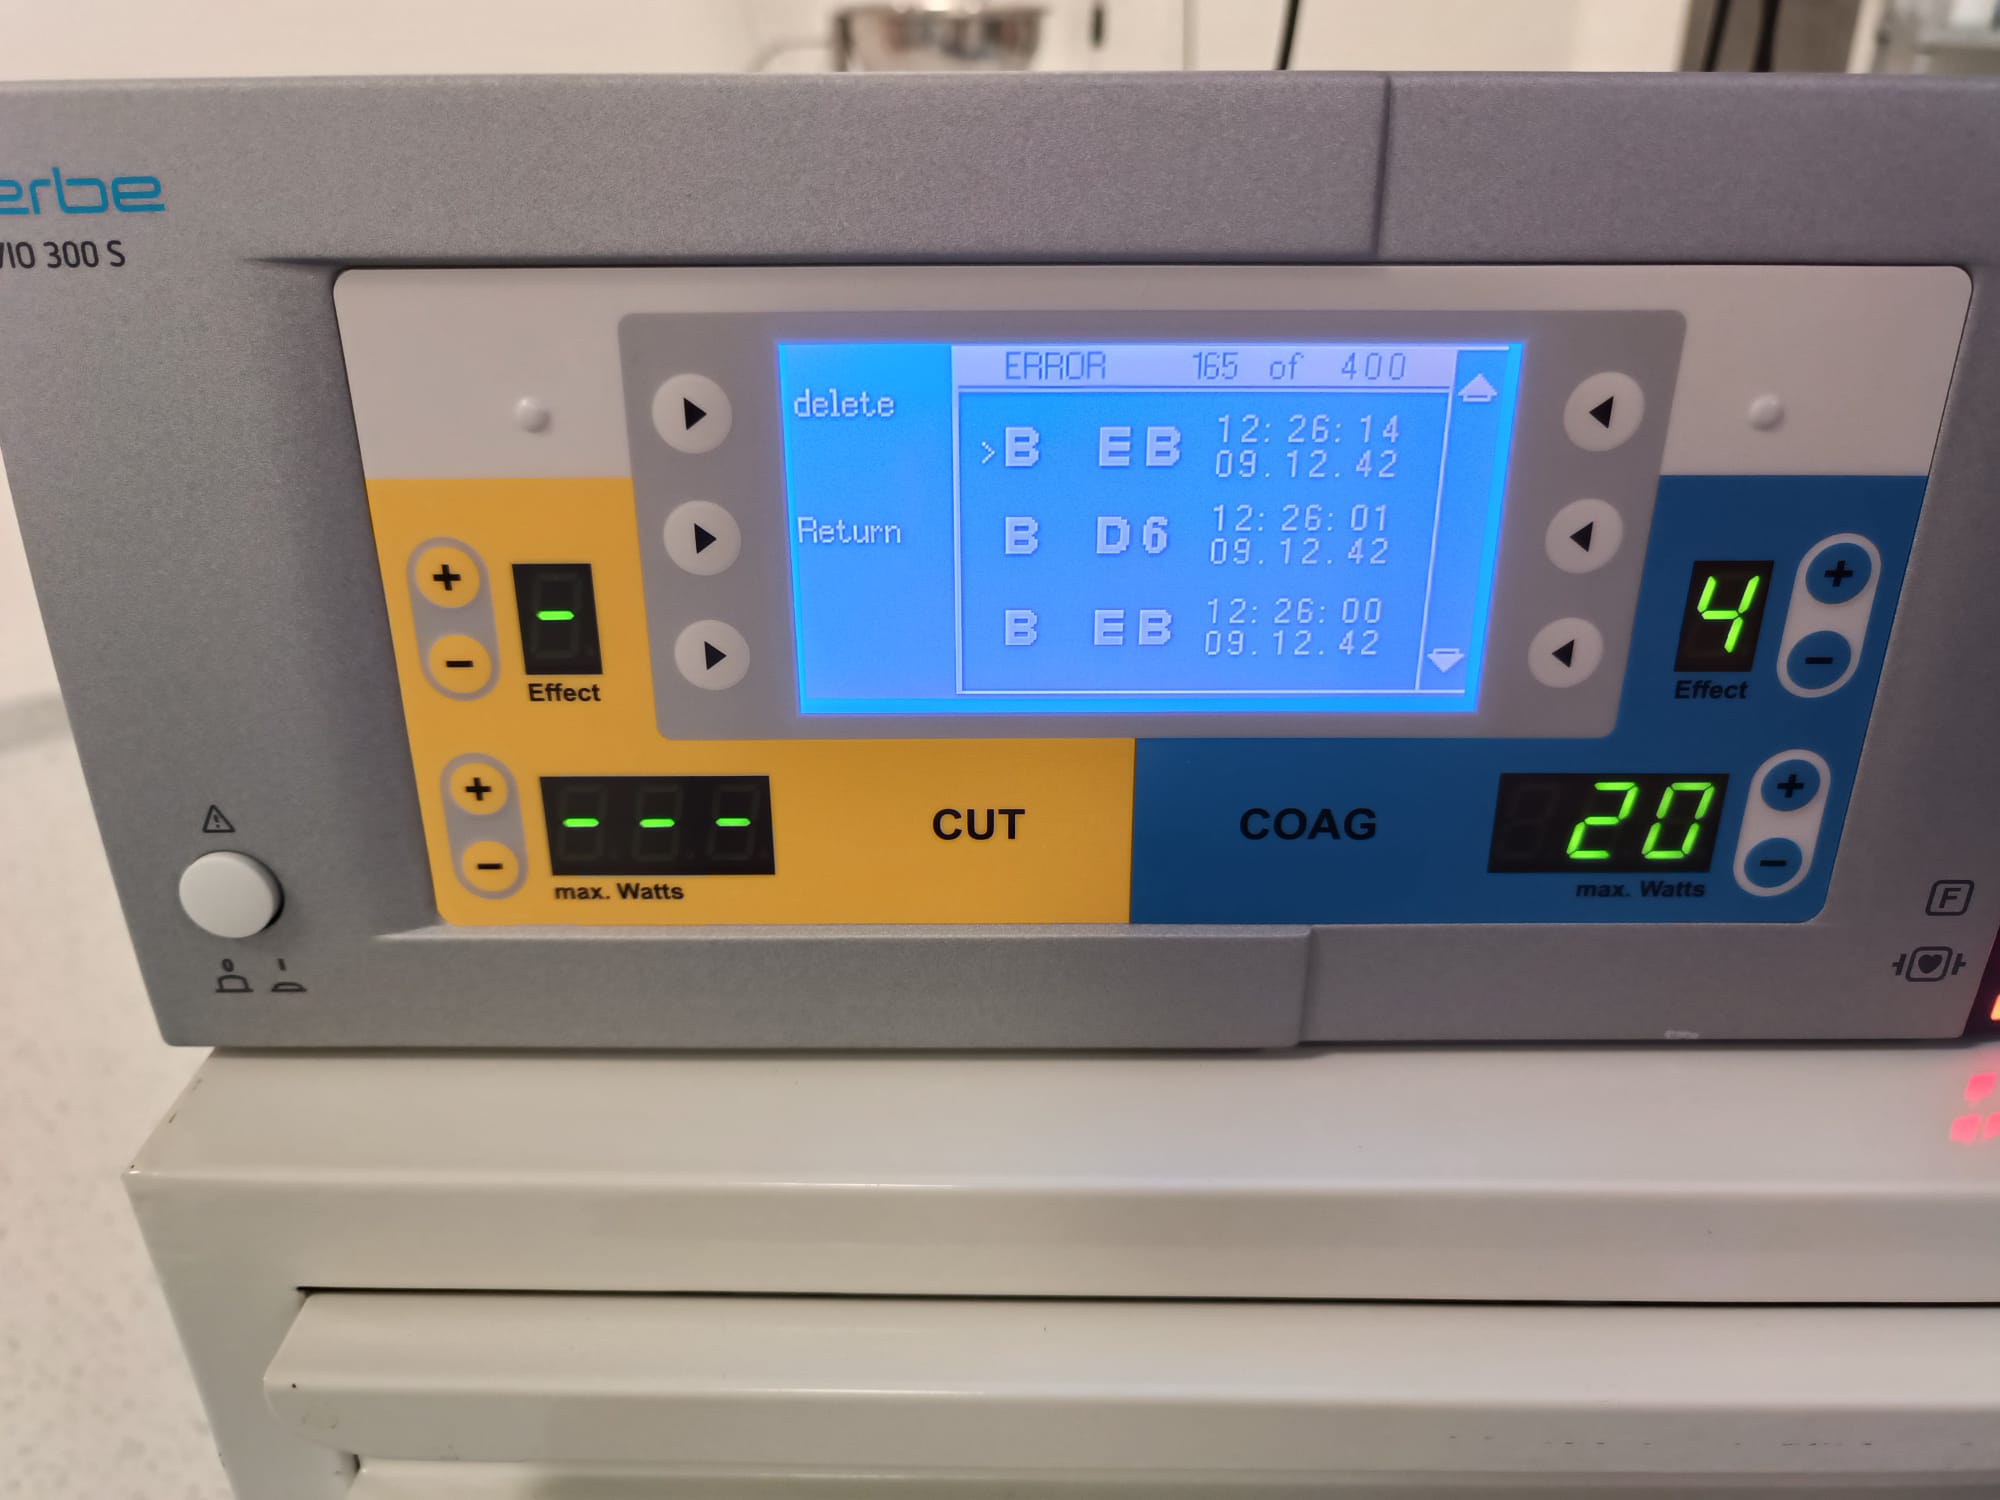 erbe
VIO 300 S
ERROR 165 of 400
delete
>B EB 12:26:14
09.12.42
Return
B D6 12:26:01
09.12.42
B EB 12:26:00
09.12.42
+
-
-
Effect
4
+
-
Effect
+
-
- - -
max. Watts
CUT
COAG
20
max. Watts
+
-
F
0 I